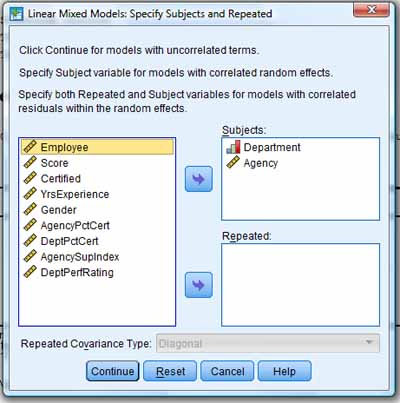 Linear Mixed Models: Specify Subjects and Repeated
Click Continue for models with uncorrelated terms.
Specify Subject variable for models with correlated random effects.
Specify both Repeated and Subject variables for models with correlated
residuals within the random effects.
Subjects:
Employee
Score
Certified
YrsExperience
Gender
AgencyPctCert
DeptPctCert
AgencySupIndex
DeptPerfRating
Department
Agency
Repeated:
Repeated Covariance Type: Diagonal
Continue Reset Cancel Help